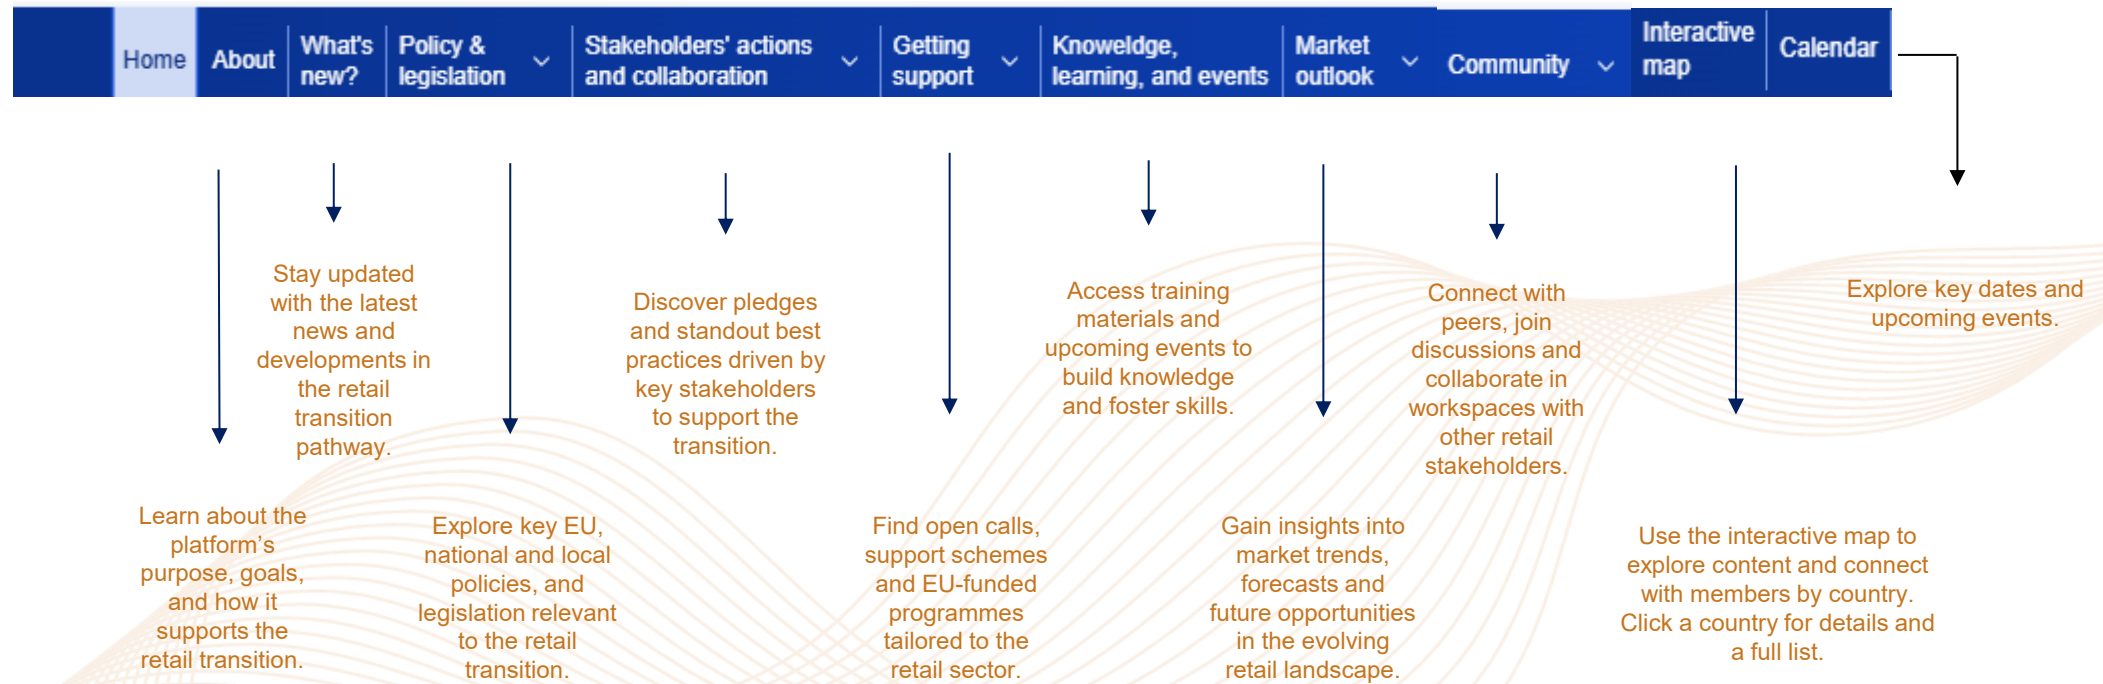 Home
About
What's
new?
Policy &
legislation
Stakeholders' actions
and collaboration
Getting
support
Knoweldge,
learning, and events
Market
outlook
Community
Interactive
map
Calendar
Learn about the
platform’s
purpose, goals,
and how it
supports the
retail transition.
Stay updated
with the latest
news and
developments in
the retail
transition
pathway.
Explore key EU,
national and local
policies, and
legislation relevant
to the retail
transition.
Discover pledges
and standout best
practices driven by
key stakeholders
to support the
transition.
Find open calls,
support schemes
and EU-funded
programmes
tailored to the
retail sector.
Access training
materials and
upcoming events to
build knowledge
and foster skills.
Gain insights into
market trends,
forecasts and
future opportunities
in the evolving
retail landscape.
Connect with
peers, join
discussions and
collaborate in
workspaces with
other retail
stakeholders.
Use the interactive map to
explore content and connect
with members by country.
Click a country for details and
a full list.
Explore key dates and
upcoming events.